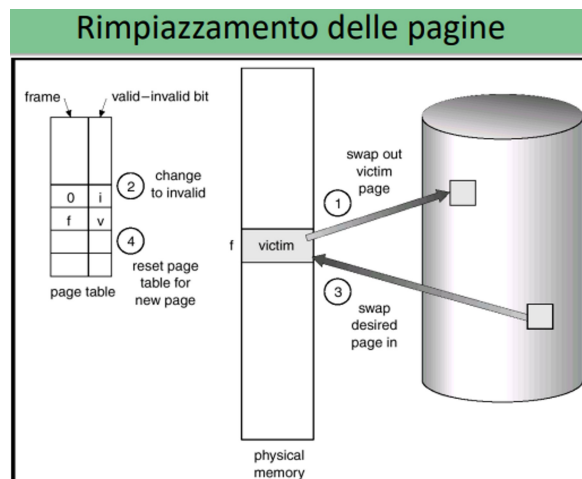 Rimpiazzamento delle pagine
frame
valid–invalid bit
0 i
f v
2
change
to invalid
4
reset page
table for
new page
page table
f
victim
physical
memory
swap out
victim
page
1
3
swap
desired
page in